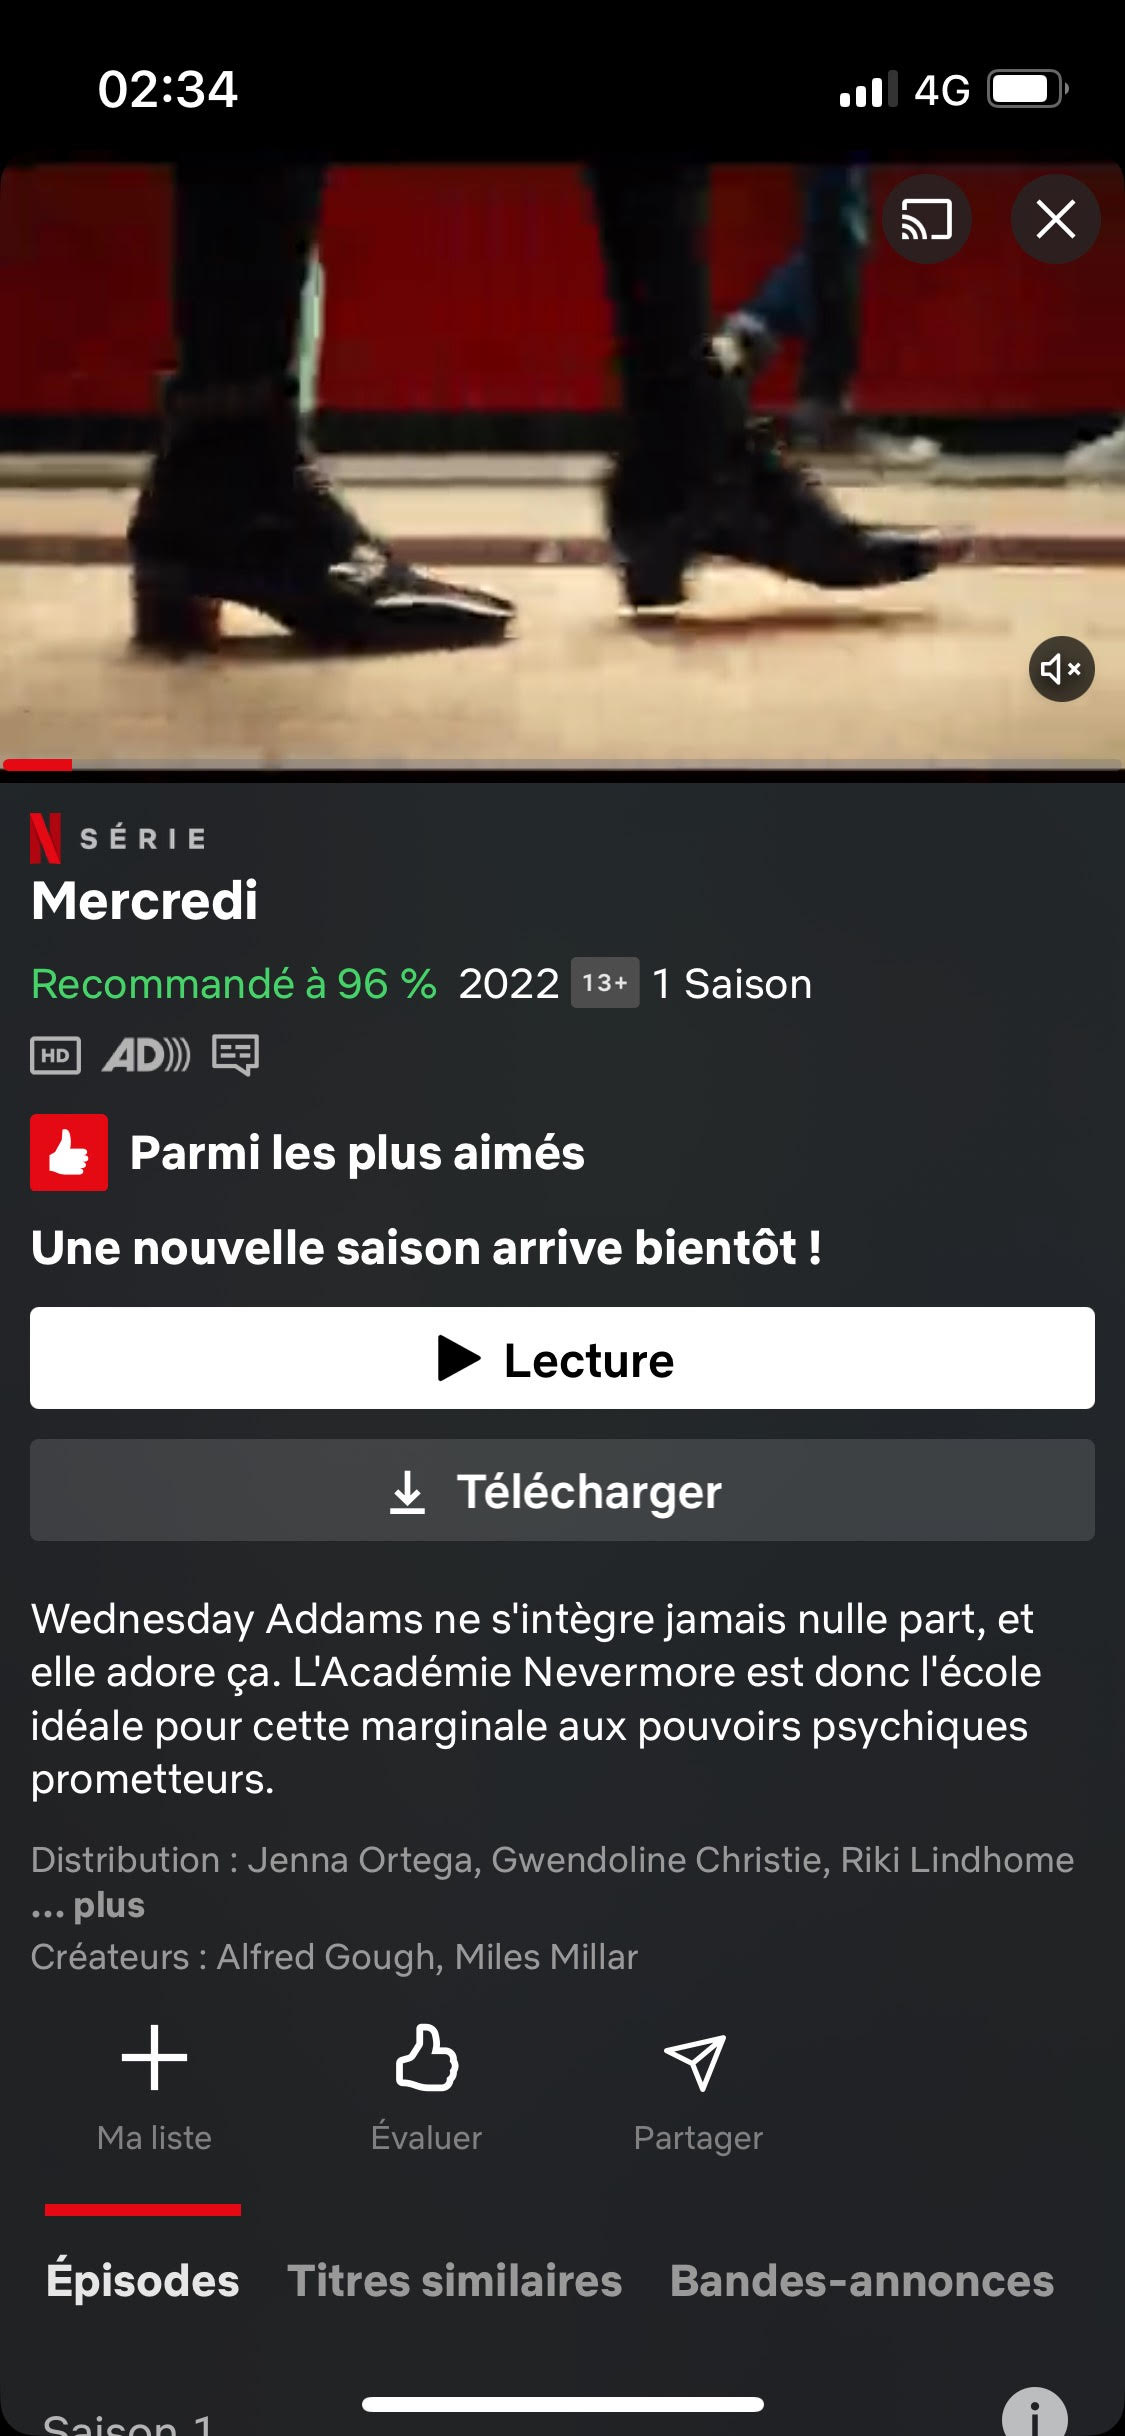 02:34
4G
N SÉRIE
Mercredi
Recommandé à 96 % 2022 13+ 1 Saison
HD AD
Parmi les plus aimés
Une nouvelle saison arrive bientôt !
Lecture
Télécharger
Wednesday Addams ne s'intègre jamais nulle part, et
elle adore ça. L'Académie Nevermore est donc l'école
idéale pour cette marginale aux pouvoirs psychiques
prometteurs.
Distribution : Jenna Ortega, Gwendoline Christie, Riki Lindhome
... plus
Créateurs : Alfred Gough, Miles Millar
Ma liste Évaluer Partager
Épisodes Titres similaires Bandes-annonces
Saison 1